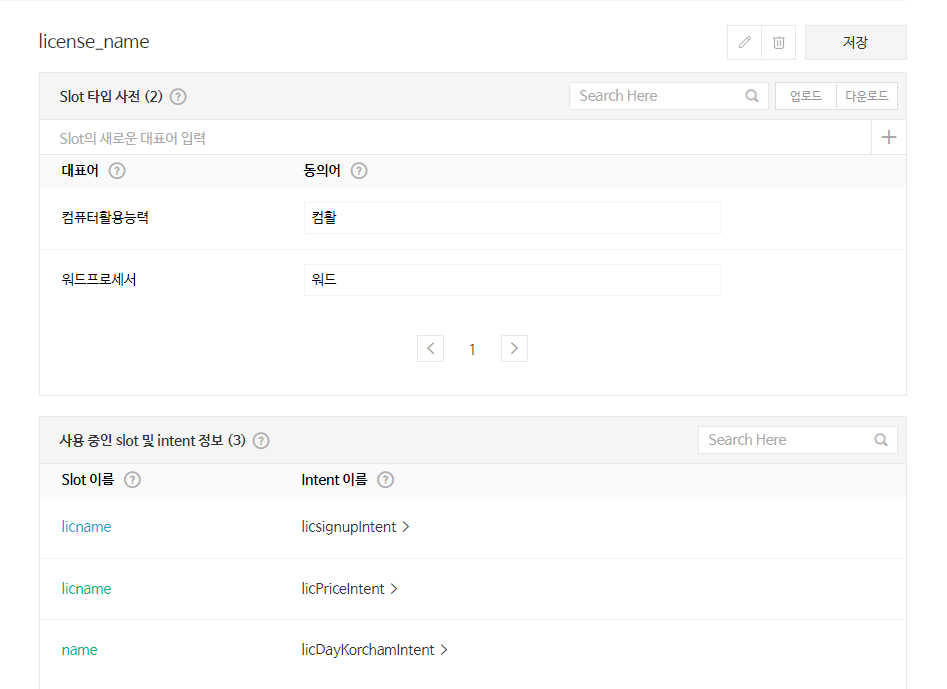 license_name
저장
Slot 타입 사전 (2) ?
Search Here
업로드
다운로드
Slot의 새로운 대표어 입력
대표어 ? 동의어 ?
컴퓨터활용능력 컴활
워드프로세서 워드
1
사용 중인 slot 및 intent 정보 (3) ?
Search Here
Slot 이름 ? Intent 이름 ?
licname licsignupIntent >
licname licPriceIntent >
name licDayKorchamIntent >